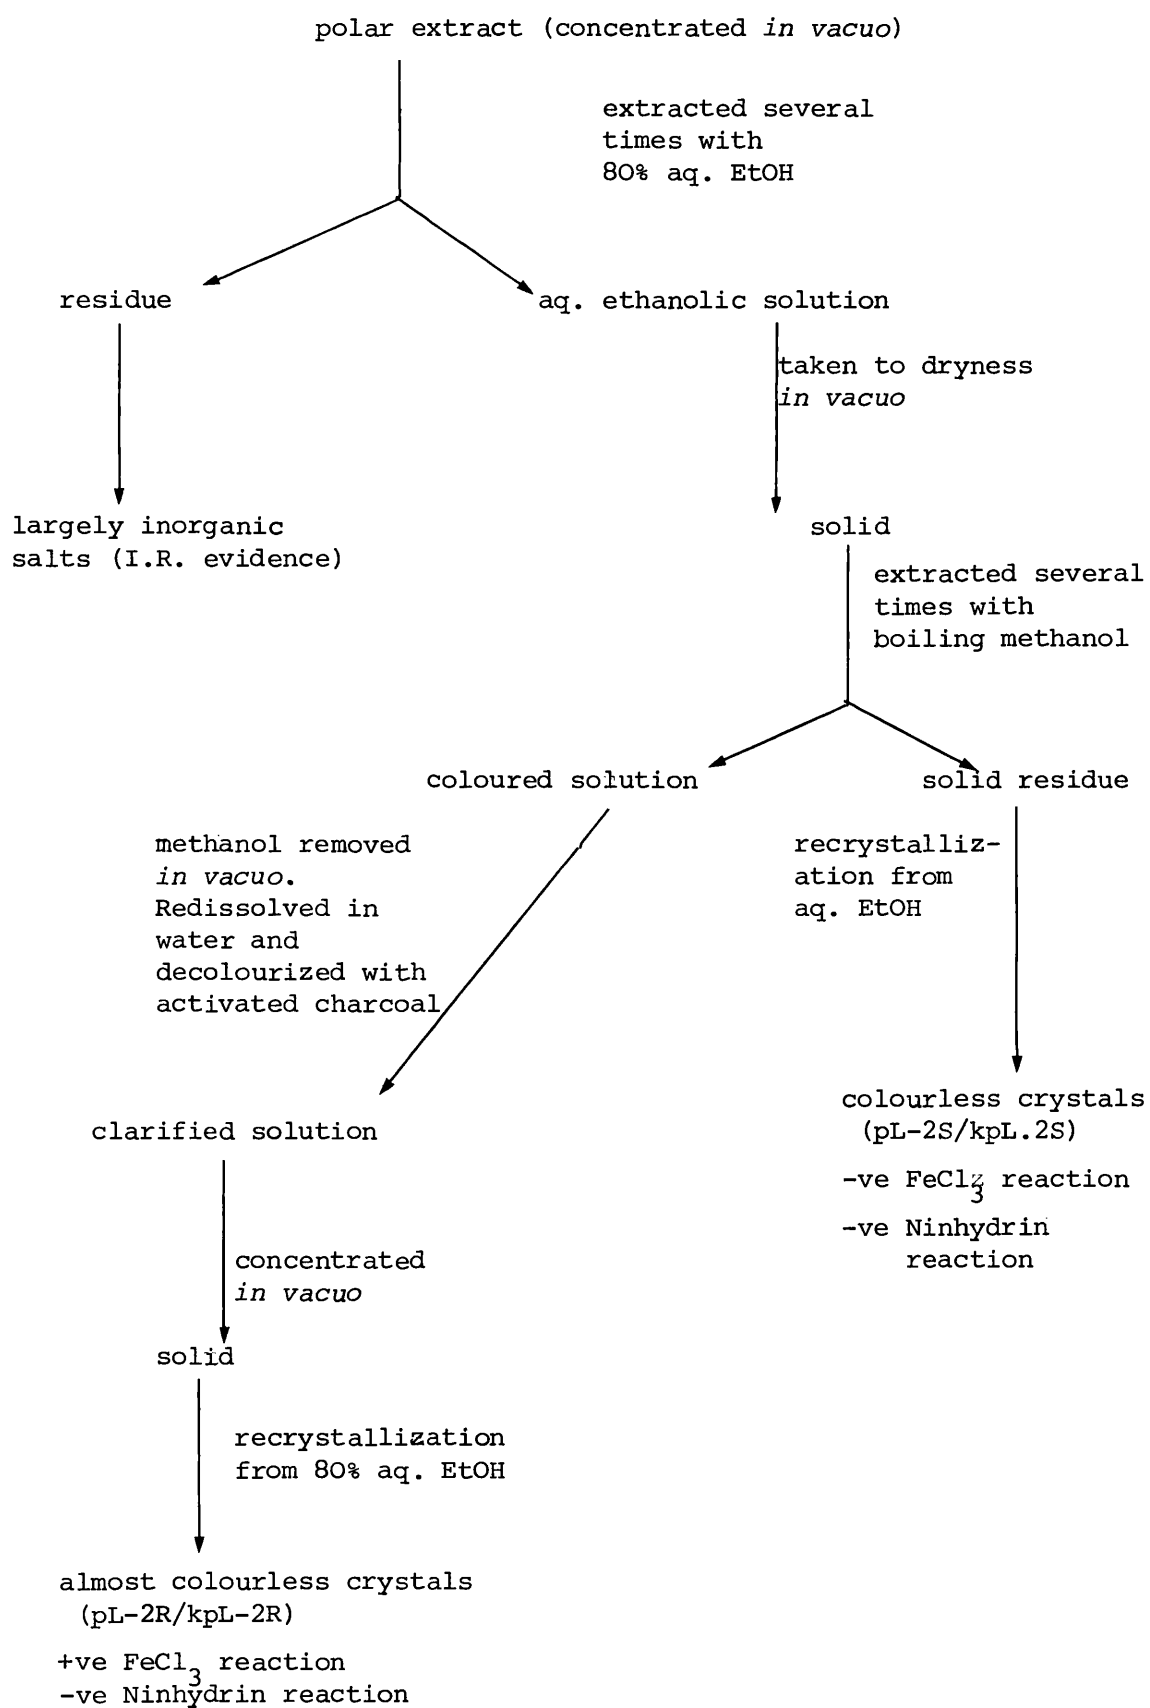 polar extract (concentrated in vacuo)
extracted several
times with
80% aq. EtOH
residue
aq. ethanolic solution
taken to dryness
in vacuo
largely inorganic
salts (I.R. evidence)
solid
extracted several
times with
boiling methanol
coloured solution
solid residue
methanol removed
in vacuo.
Redissolved in
water and
decolourized with
activated charcoal
recrystalliz-
ation from
aq. EtOH
clarified solution
colourless crystals
(pL-2S/kpL.2S)
-ve FeCl3 reaction
-ve Ninhydrin
reaction
concentrated
in vacuo
solid
recrystallization
from 80% aq. EtOH
almost colourless crystals
(pL-2R/kpL-2R)
+ve FeCl3 reaction
-ve Ninhydrin reaction